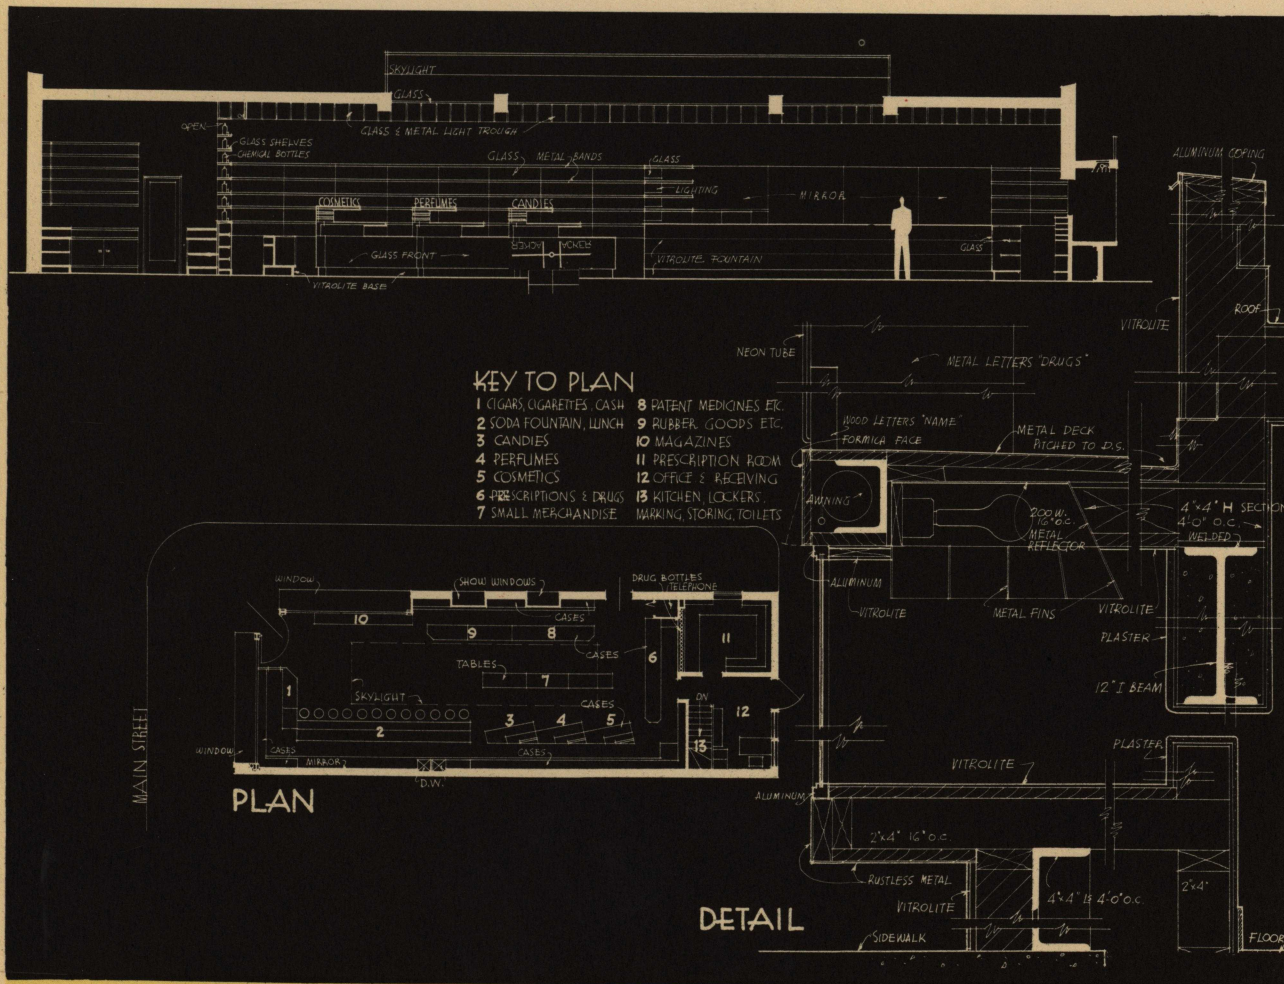 SKYLIGHT
GLASS
OPEN
GLASS & METAL LIGHT TROUGH
GLASS SHELVES
CHEMICAL BOTTLES
GLASS
METAL BANDS
GLASS
LIGHTING
MIRROR
COSMETICS
PERFUMES
CANDIES
GLASS FRONT
VITROLITE FOUNTAIN
GLASS
VITROLITE BASE
KEY TO PLAN
1 CIGARS, CIGARETTES, CASH
2 SODA FOUNTAIN, LUNCH
3 CANDIES
4 PERFUMES
5 COSMETICS
6 PRESCRIPTIONS & DRUGS
7 SMALL MERCHANDISE
8 PATENT MEDICINES ETC.
9 RUBBER GOODS ETC.
10 MAGAZINES
11 PRESCRIPTION ROOM
12 OFFICE & RECEIVING
13 KITCHEN, LOCKERS,
MARKING, STORING, TOILETS
WINDOW
SHOW WINDOWS
DRUG BOTTLES
TELEPHONE
CASES
10
9
8
CASES
11
6
TABLES
7
1
SKYLIGHT
CASES
DN
12
2
3
4
5
13
WINDOW
CASES
MIRROR
CASES
D.W.
MAIN STREET
PLAN
ALUMINUM COPING
VITROLITE
ROOF
NEON TUBE
METAL LETTERS "DRUGS"
WOOD LETTERS "NAME"
FORMICA FACE
METAL DECK
PITCHED TO D.S.
AWNING
200 W.
16" O.C.
METAL
REFLECTOR
4"x4" H SECTION
4'-0" O.C.
WELDED
ALUMINUM
VITROLITE
METAL FINS
VITROLITE
PLASTER
12" I BEAM
PLASTER
VITROLITE
ALUMINUM
2"x4" 16" O.C.
RUSTLESS METAL
VITROLITE
4"x4" Is 4'-0" O.C.
2"x4"
DETAIL
SIDEWALK
FLOOR